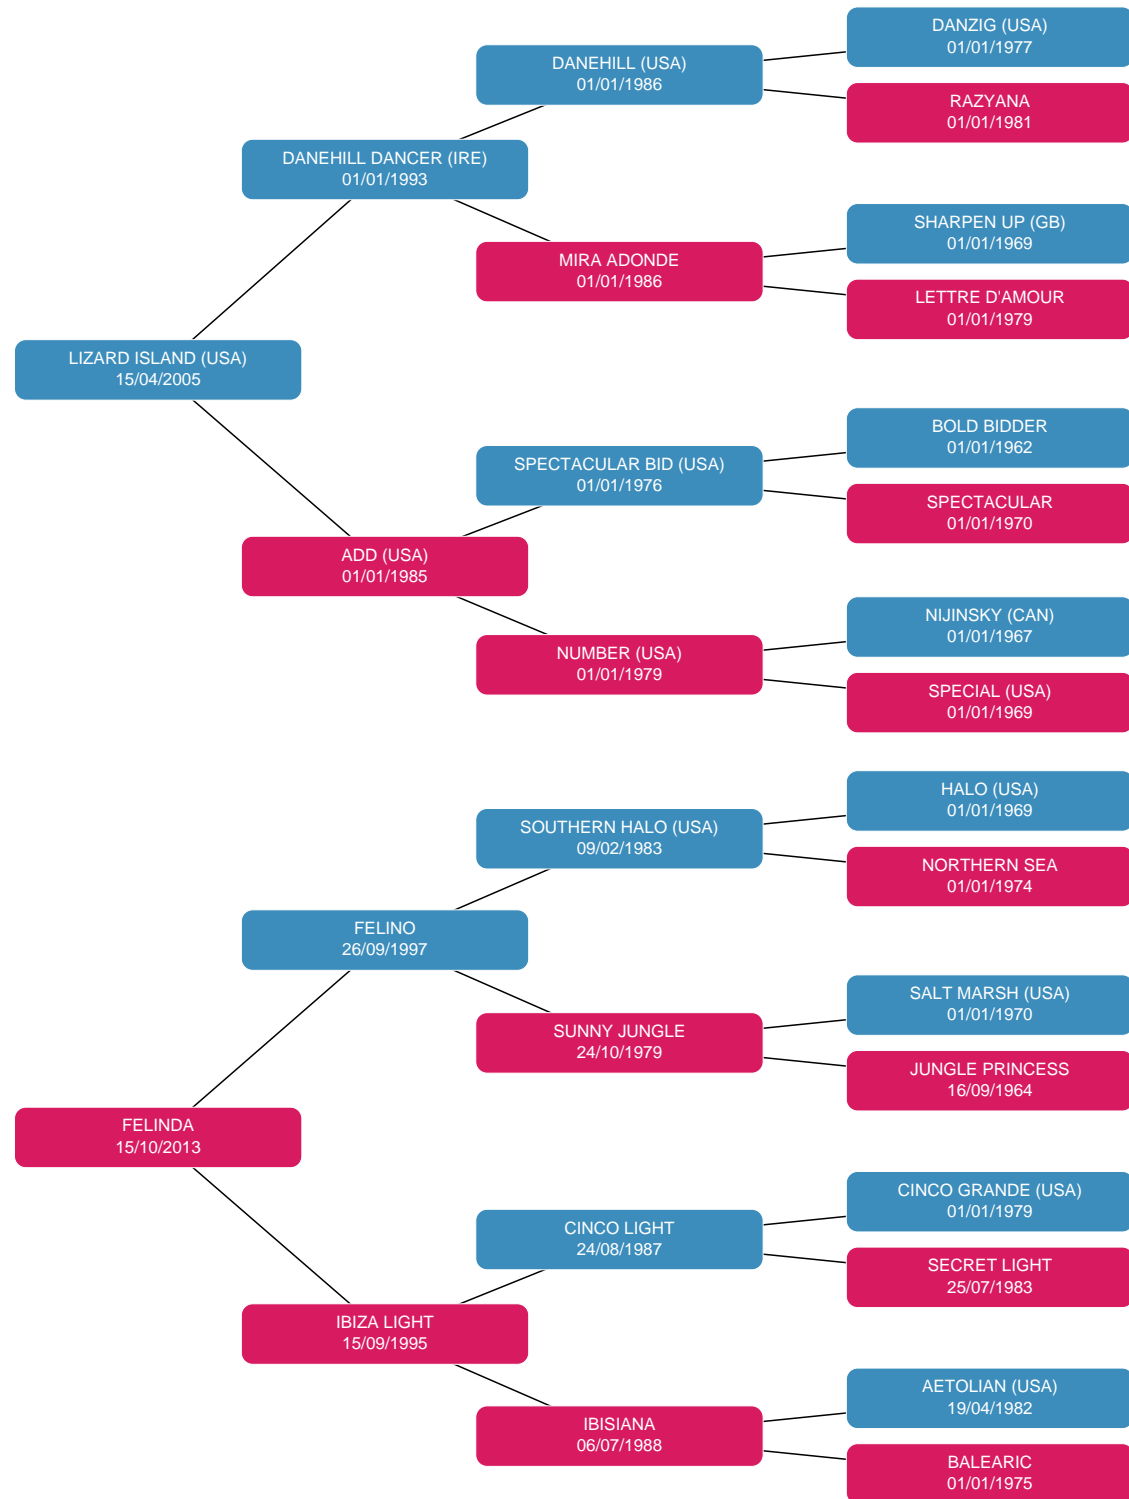 DANZIG (USA)
01/01/1977
DANEHILL (USA)
01/01/1986
RAZYANA
01/01/1981
DANEHILL DANCER (IRE)
01/01/1993
SHARPEN UP (GB)
01/01/1969
MIRA ADONDE
01/01/1986
LETTRE D'AMOUR
01/01/1979
LIZARD ISLAND (USA)
15/04/2005
BOLD BIDDER
01/01/1962
SPECTACULAR BID (USA)
01/01/1976
SPECTACULAR
01/01/1970
ADD (USA)
01/01/1985
NIJINSKY (CAN)
01/01/1967
NUMBER (USA)
01/01/1979
SPECIAL (USA)
01/01/1969
HALO (USA)
01/01/1969
SOUTHERN HALO (USA)
09/02/1983
NORTHERN SEA
01/01/1974
FELINO
26/09/1997
SALT MARSH (USA)
01/01/1970
SUNNY JUNGLE
24/10/1979
JUNGLE PRINCESS
16/09/1964
FELINDA
15/10/2013
CINCO GRANDE (USA)
01/01/1979
CINCO LIGHT
24/08/1987
SECRET LIGHT
25/07/1983
IBIZA LIGHT
15/09/1995
AETOLIAN (USA)
19/04/1982
IBISIANA
06/07/1988
BALEARIC
01/01/1975